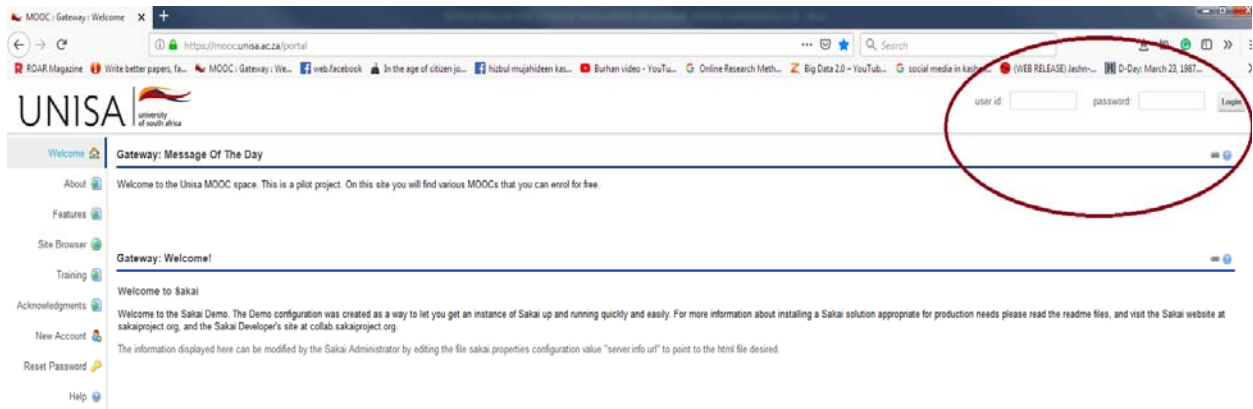 MOOC : Gateway : Welcome
https://mooc.unisa.ac.za/portal
Search
ROAR Magazine Write better papers, fa... MOOC : Gateway : We... web.facebook In the age of citizen jo... hizbul mujahideen kas... Burhan video - YouTu... Online Research Meth... Big Data 2.0 – YouTub... social media in kash... (WEB RELEASE) Jashn-... D-Day: March 23, 1987...
UNISA university of south africa
user id: password: Login
Welcome
Gateway: Message Of The Day
About
Welcome to the Unisa MOOC space. This is a pilot project. On this site you will find various MOOCs that you can enrol for free.
Features
Site Browser
Gateway: Welcome!
Training
Welcome to Sakai
Acknowledgments
Welcome to the Sakai Demo. The Demo configuration was created as a way to let you get an instance of Sakai up and running quickly and easily. For more information about installing a Sakai solution appropriate for production needs please read the readme files, and visit the Sakai website at
sakaiproject.org, and the Sakai Developer's site at collab.sakaiproject.org.
New Account
The information displayed here can be modified by the Sakai Administrator by editing the file sakai.properties configuration value "server.info.url" to point to the html file desired.
Reset Password
Help